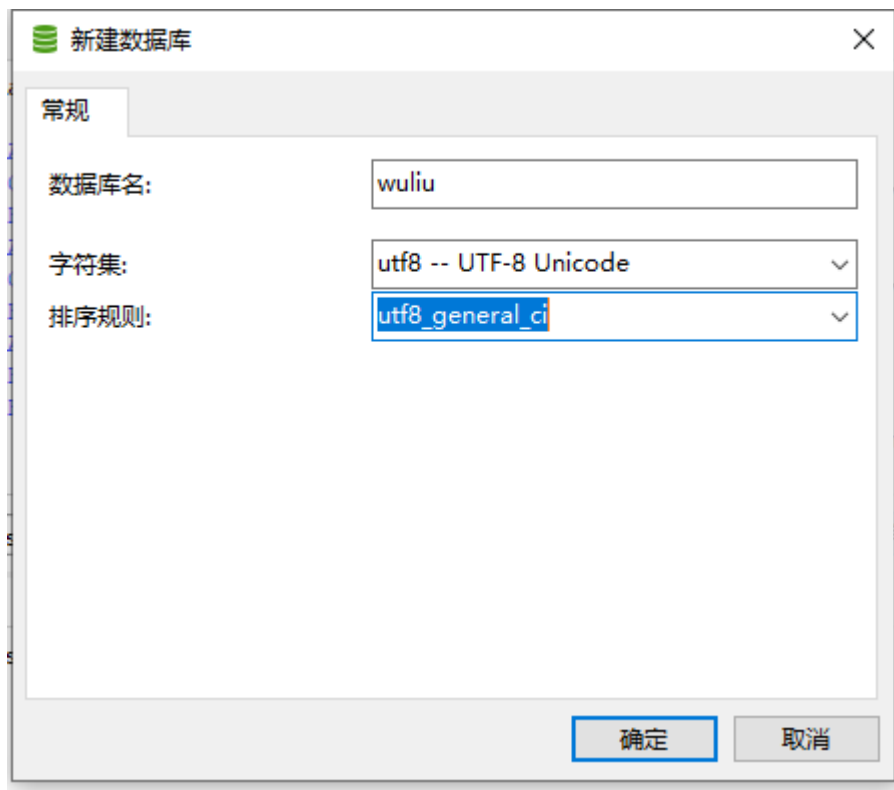 新建数据库
常规
数据库名: wuliu
字符集: utf8 -- UTF-8 Unicode
排序规则: utf8_general_ci
确定 取消